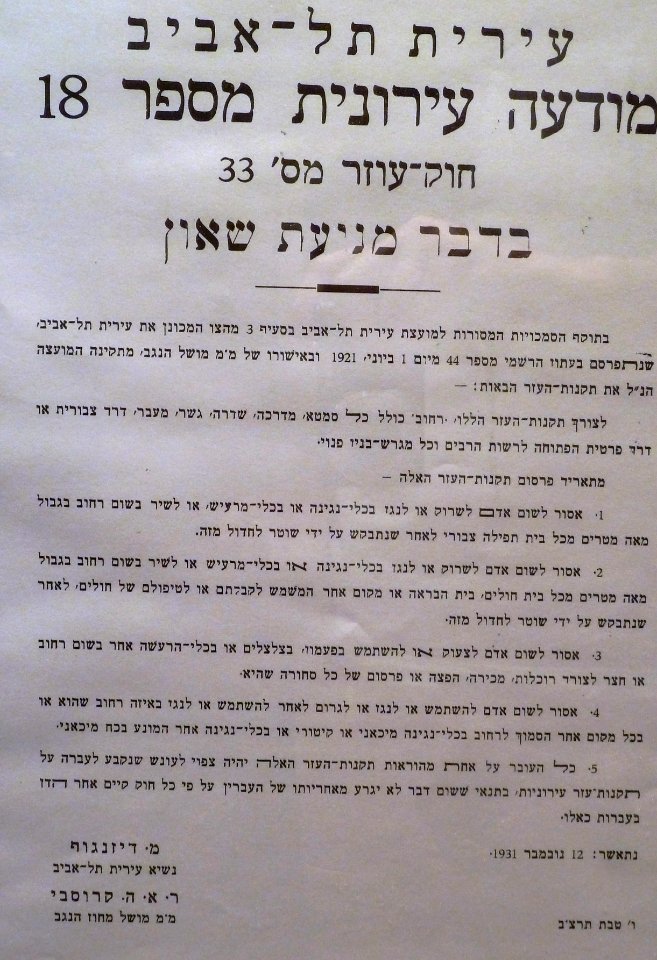 עירית תל־אביב
מודעה עירונית מספר 18
חוק־עוזר מס׳ 33
בדבר מניעת שאון
בתוקף הסמכויות המסורות למועצת עירית תל־אביב בסעיף 3 מהצו המכונן את עירית תל־אביב,
שנתפרסם בעתון הרשמי מספר 44 מיום 1 ביוני, 1921 ובאישורו של מ״מ מושל הנגב, מתקינה המועצה
הנ״ל את תקנות־העזר הבאות: —
לצורך תקנות־העזר הללו, ״רחוב״ כולל כל סמטא, מדרכה, שדרה, גשר, מעבר, דרך צבורית או
דרך פרטית הפתוחה לרשות הרבים וכל מגרש־בנין פנוי.
מתאריך פרסום תקנות־העזר האלה —
1. אסור לשום אדם לשרוק או לנגן בכלי־נגינה או בכלי־מרעיש, או לשיר בשום רחוב בגבול
מאה מטרים מכל בית תפילה צבורי לאחר שנתבקש על ידי שוטר לחדול מזה.
2. אסור לשום אדם לשרוק או לנגן בכלי־נגינה או בכלי־מרעיש או לשיר בשום רחוב בגבול
מאה מטרים מכל בית חולים, בית הבראה או מקום אחר המשמש לקבלתם או לטיפולם של חולים, לאחר
שנתבקש על ידי שוטר לחדול מזה.
3. אסור לשום אדם לצעוק או להשתמש בפעמון, בצלצלים או בכלי־הרעשה אחר בשום רחוב
או חצר לצורך רוכלות, מכירה, הפצה או פרסום של כל סחורה שהיא.
4. אסור לשום אדם להשתמש או לנגן או לגרום לאחר להשתמש או לנגן באיזה רחוב שהוא או
בכל מקום אחר הסמוך לרחוב בכלי־נגינה מיכאני או קיטורי או בכלי־נגינה אחר המונע בכח מיכאני.
5. כל העובר על אחת מהוראות תקנות־העזר האלה יהיה צפוי לעונש שנקבע לעברה על
תקנות־עזר עירוניות, בתנאי ששום דבר לא יגרע מאחריותו של העברין על פי כל חוק קיים אחר הדן
בעברות כאלו.
נתאשר: 12 נובמבר 1931.
מ. דיזנגוף
נשיא עירית תל־אביב
ר. א. ה. קרוסבי
מ״מ מושל מחוז הנגב
ו׳ טבת תרצ״ב